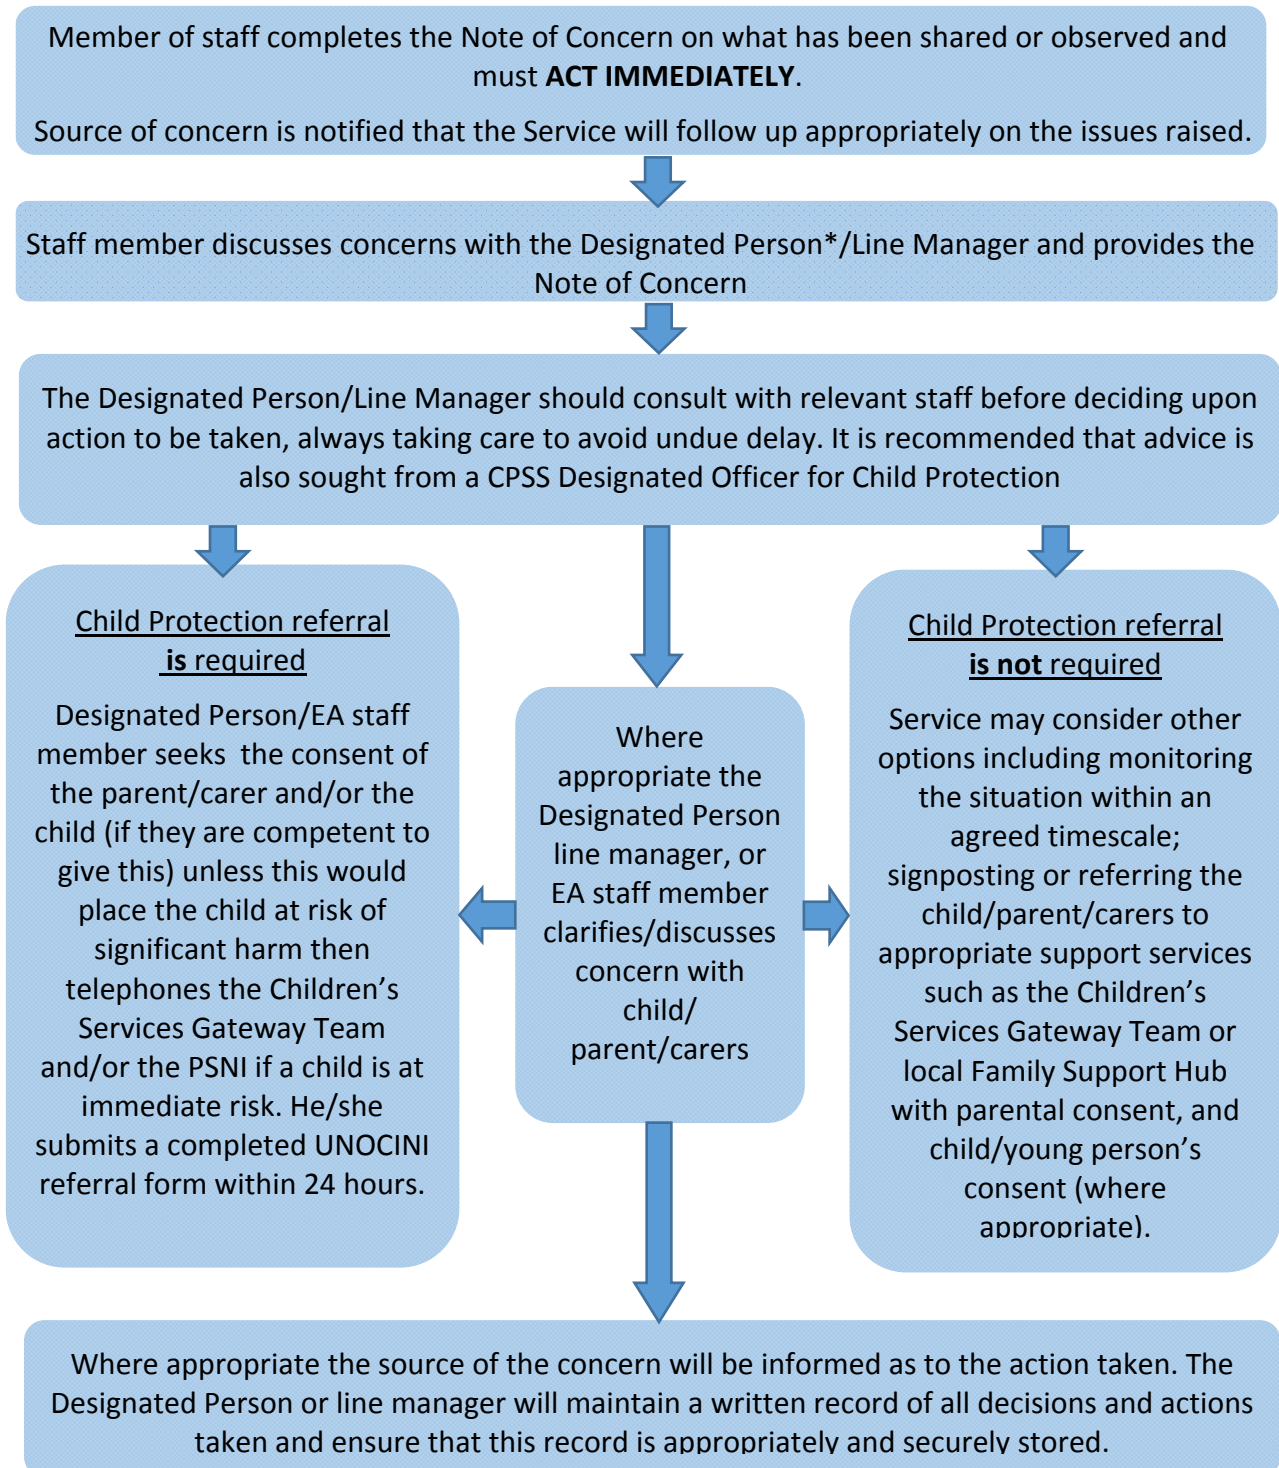 Member of staff completes the Note of Concern on what has been shared or observed and
must ACT IMMEDIATELY.
Source of concern is notified that the Service will follow up appropriately on the issues raised.
Staff member discusses concerns with the Designated Person*/Line Manager and provides the
Note of Concern
The Designated Person/Line Manager should consult with relevant staff before deciding upon
action to be taken, always taking care to avoid undue delay. It is recommended that advice is
also sought from a CPSS Designated Officer for Child Protection
Child Protection referral
is required
Designated Person/EA staff
member seeks the consent of
the parent/carer and/or the
child (if they are competent to
give this) unless this would
place the child at risk of
significant harm then
telephones the Children’s
Services Gateway Team
and/or the PSNI if a child is at
immediate risk. He/she
submits a completed UNOCINI
referral form within 24 hours.
Where
appropriate the
Designated Person
line manager, or
EA staff member
clarifies/discusses
concern with
child/
parent/carers
Child Protection referral
is not required
Service may consider other
options including monitoring
the situation within an
agreed timescale;
signposting or referring the
child/parent/carers to
appropriate support services
such as the Children’s
Services Gateway Team or
local Family Support Hub
with parental consent, and
child/young person’s
consent (where
appropriate).
Where appropriate the source of the concern will be informed as to the action taken. The
Designated Person or line manager will maintain a written record of all decisions and actions
taken and ensure that this record is appropriately and securely stored.